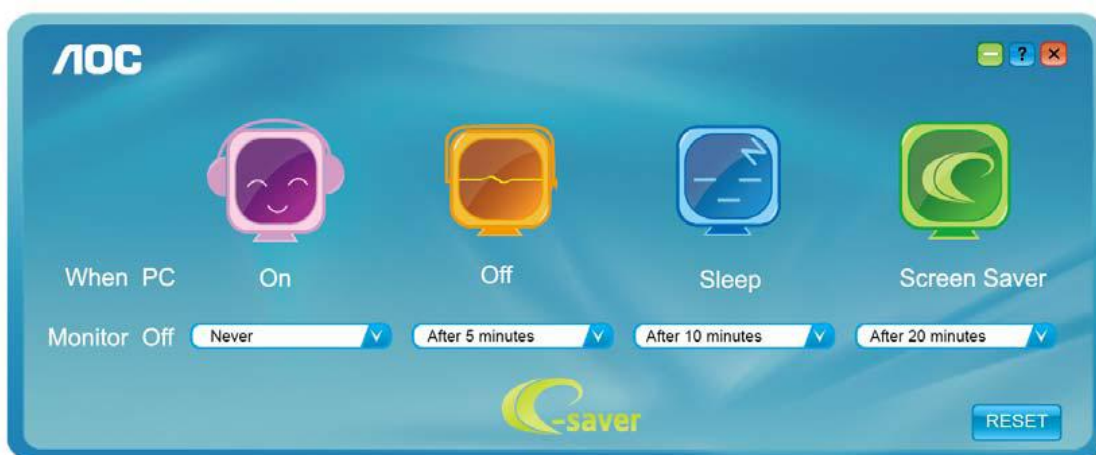 AOC
?
When PC On Off Sleep Screen Saver
Monitor Off Never After 5 minutes After 10 minutes After 20 minutes
e-saver
RESET